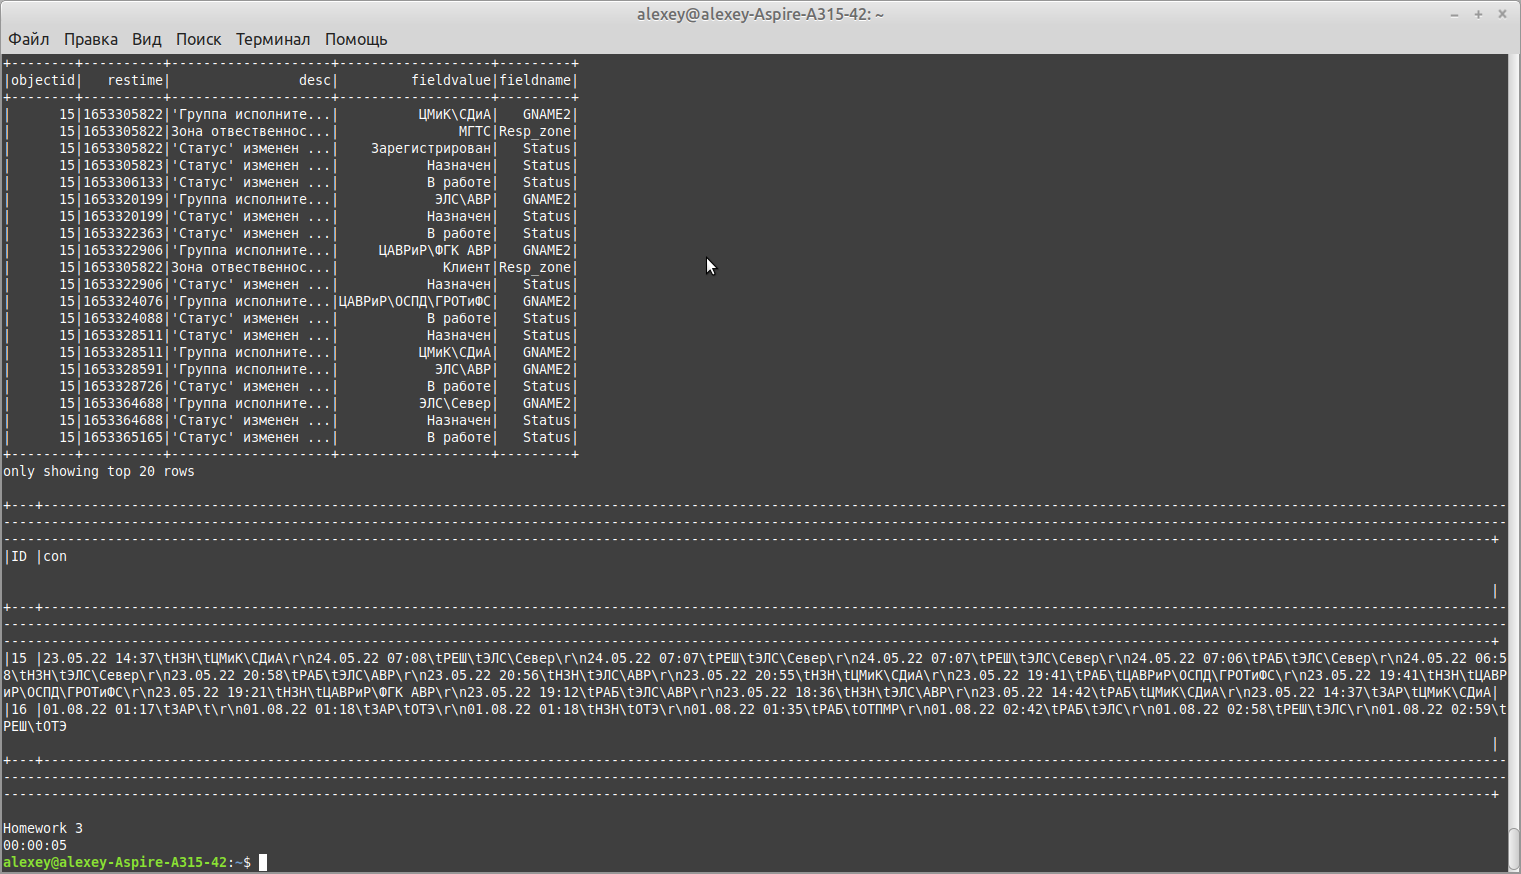 alexey@alexey-Aspire-A315-42: ~
Файл Правка Вид Поиск Терминал Помощь
+--------+----------+--------------------+-------------------+---------+
|objectid|   restime|                desc|         fieldvalue|fieldname|
+--------+----------+--------------------+-------------------+---------+
|      15|1653305822|'Группа исполните...|          ЦМиК\СДиА|   GNAME2|
|      15|1653305822|Зона отвественнос...|               МГТС|Resp_zone|
|      15|1653305822|'Статус' изменен ...|    Зарегистрирован|   Status|
|      15|1653305823|'Статус' изменен ...|           Назначен|   Status|
|      15|1653306133|'Статус' изменен ...|           В работе|   Status|
|      15|1653320199|'Группа исполните...|            ЭЛС\АВР|   GNAME2|
|      15|1653320199|'Статус' изменен ...|           Назначен|   Status|
|      15|1653322363|'Статус' изменен ...|           В работе|   Status|
|      15|1653322906|'Группа исполните...|     ЦАВРиР\ФГК АВР|   GNAME2|
|      15|1653305822|Зона отвественнос...|             Клиент|Resp_zone|
|      15|1653322906|'Статус' изменен ...|           Назначен|   Status|
|      15|1653324076|'Группа исполните...|ЦАВРиР\ОСПД\ГРОТиФС|   GNAME2|
|      15|1653324088|'Статус' изменен ...|           В работе|   Status|
|      15|1653328511|'Статус' изменен ...|           Назначен|   Status|
|      15|1653328511|'Группа исполните...|          ЦМиК\СДиА|   GNAME2|
|      15|1653328591|'Группа исполните...|            ЭЛС\АВР|   GNAME2|
|      15|1653328726|'Статус' изменен ...|           В работе|   Status|
|      15|1653364688|'Группа исполните...|          ЭЛС\Север|   GNAME2|
|      15|1653364688|'Статус' изменен ...|           Назначен|   Status|
|      15|1653365165|'Статус' изменен ...|           В работе|   Status|
+--------+----------+--------------------+-------------------+---------+
only showing top 20 rows
|ID |con
|
|15 |23.05.22 14:37\tНЗН\tЦМиК\СДиА\r\n24.05.22 07:08\tРЕШ\tЭЛС\Север\r\n24.05.22 07:07\tРЕШ\tЭЛС\Север\r\n24.05.22 07:07\tРЕШ\tЭЛС\Север\r\n24.05.22 07:06\tРАБ\tЭЛС\Север\r\n24.05.22 06:5
8\tНЗН\tЭЛС\Север\r\n23.05.22 20:58\tРАБ\tЭЛС\АВР\r\n23.05.22 20:56\tНЗН\tЭЛС\АВР\r\n23.05.22 20:55\tНЗН\tЦМиК\СДиА\r\n23.05.22 19:41\tРАБ\tЦАВРиР\ОСПД\ГРОТиФС\r\n23.05.22 19:41\tНЗН\tЦАВР
иР\ОСПД\ГРОТиФС\r\n23.05.22 19:21\tНЗН\tЦАВРиР\ФГК АВР\r\n23.05.22 19:12\tРАБ\tЭЛС\АВР\r\n23.05.22 18:36\tНЗН\tЭЛС\АВР\r\n23.05.22 14:42\tРАБ\tЦМиК\СДиА\r\n23.05.22 14:37\tЗАР\tЦМиК\СДиА|
|16 |01.08.22 01:17\tЗАР\t\r\n01.08.22 01:18\tЗАР\tОТЭ\r\n01.08.22 01:18\tНЗН\tОТЭ\r\n01.08.22 01:35\tРАБ\tОТПМР\r\n01.08.22 02:42\tРАБ\tЭЛС\r\n01.08.22 02:58\tРЕШ\tЭЛС\r\n01.08.22 02:59\t
РЕШ\tОТЭ
|
Homework 3
00:00:05
alexey@alexey-Aspire-A315-42:~$